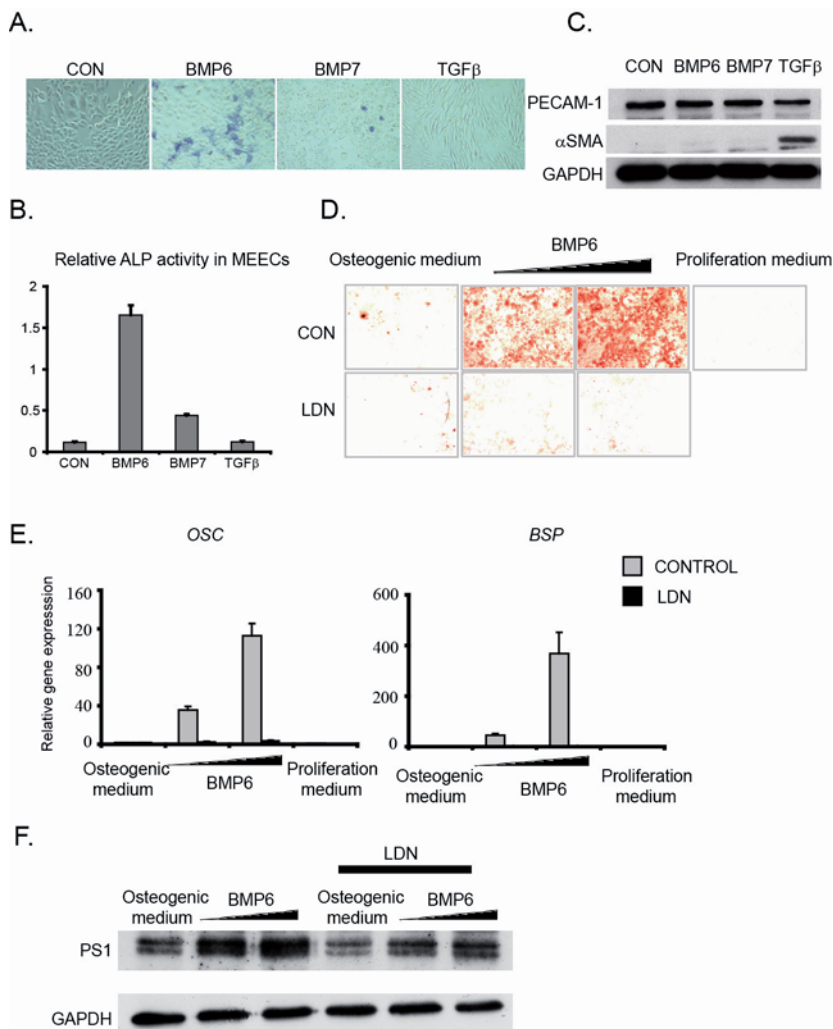 A.
CON BMP6 BMP7 TGFβ
C.
CON BMP6 BMP7 TGFβ
PECAM-1
αSMA
GAPDH
B.
Relative ALP activity in MEECs
2
1.5
1
0.5
0
CON BMP6 BMP7 TGFβ
D.
BMP6
Osteogenic medium Proliferation medium
CON
LDN
E.
OSC
Relative gene expresssion
160
120
80
40
0
Osteogenic medium
BMP6
Proliferation medium
BSP
600
400
200
0
Osteogenic medium
BMP6
Proliferation medium
CONTROL
LDN
F.
LDN
Osteogenic medium
BMP6
Osteogenic medium
BMP6
PS1
GAPDH